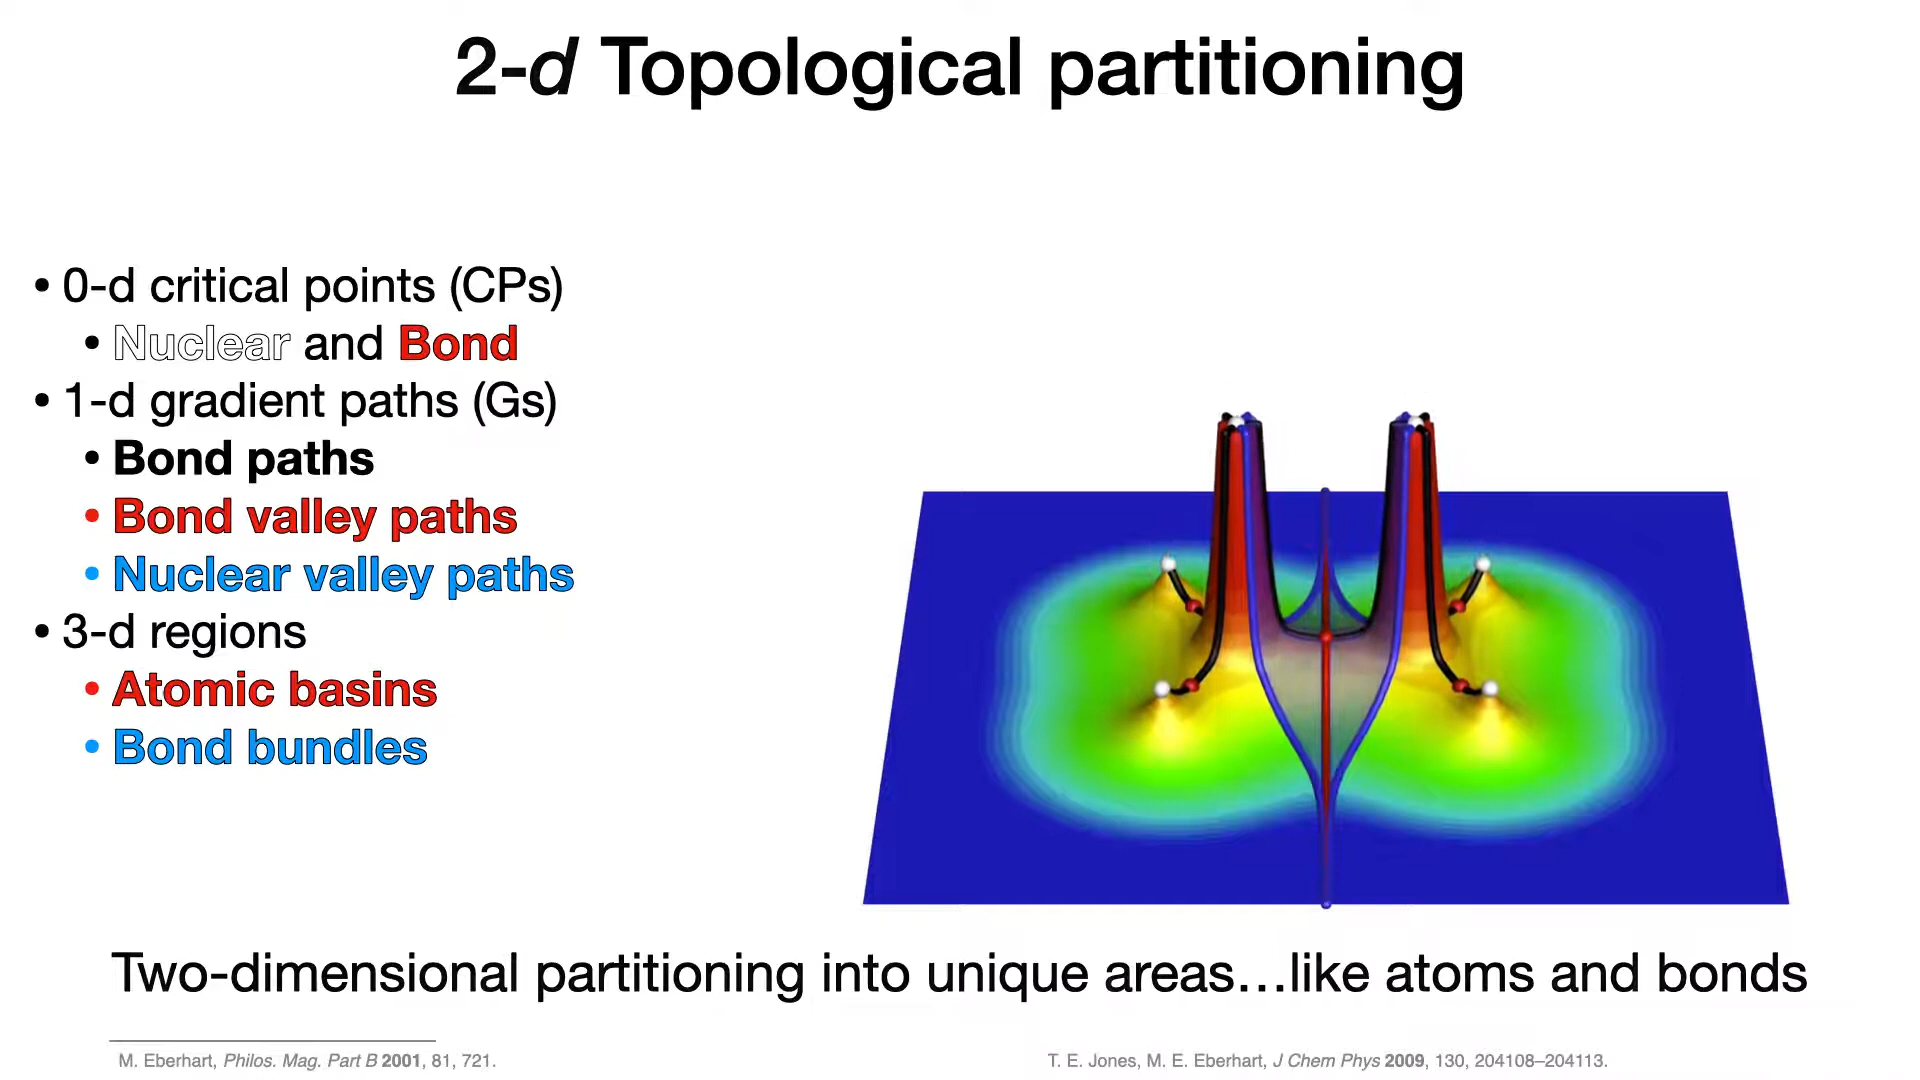 2-d Topological partitioning
• 0-d critical points (CPs)
• Nuclear and Bond
• 1-d gradient paths (Gs)
• Bond paths
• Bond valley paths
• Nuclear valley paths
• 3-d regions
• Atomic basins
• Bond bundles
Two-dimensional partitioning into unique areas…like atoms and bonds
M. Eberhart, Philos. Mag. Part B 2001, 81, 721.
T. E. Jones, M. E. Eberhart, J Chem Phys 2009, 130, 204108–204113.